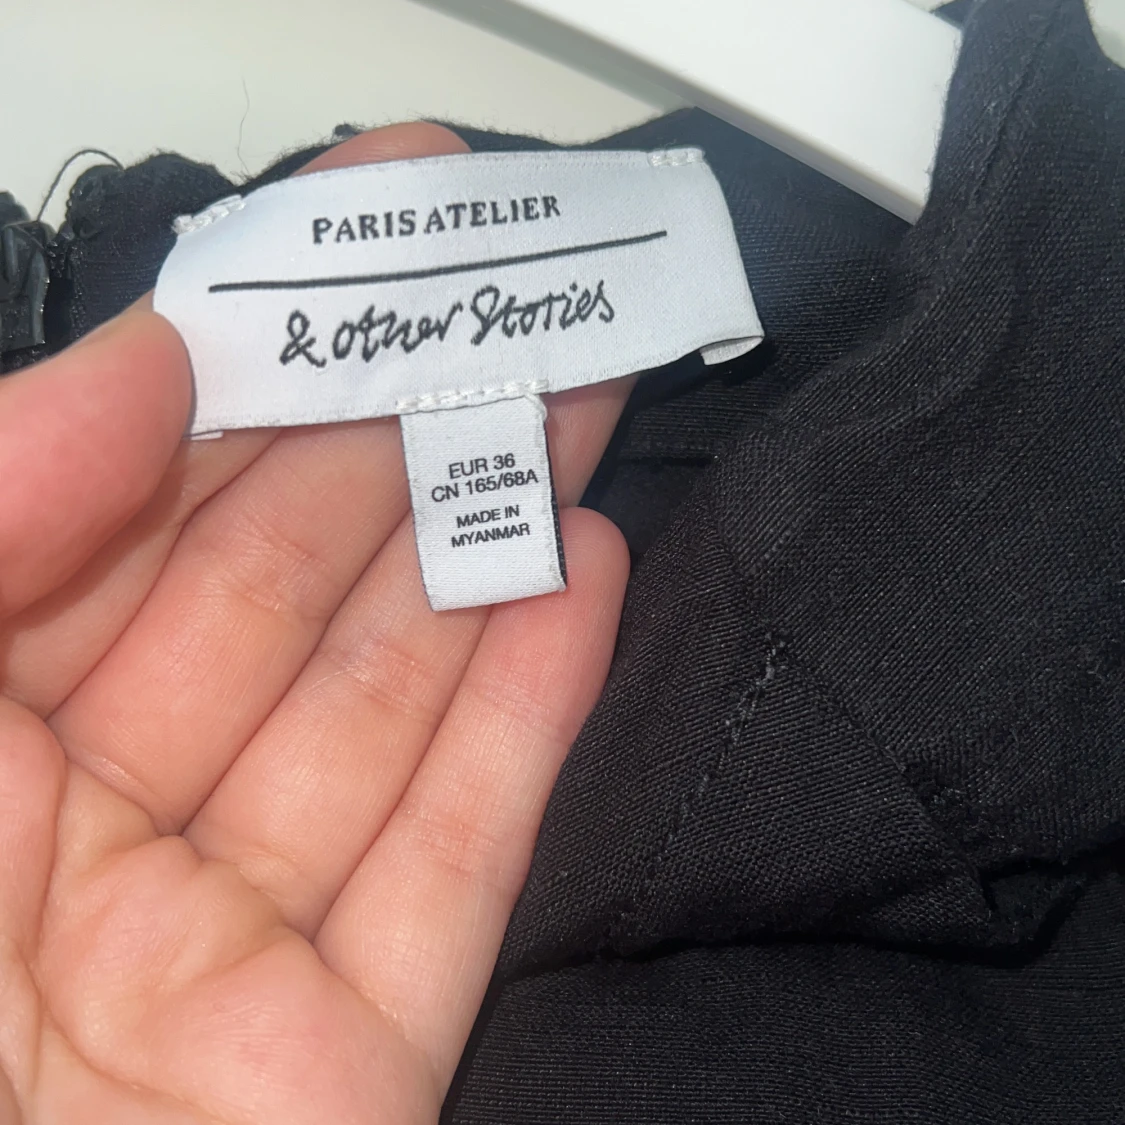 PARIS ATELIER
& other Stories
EUR 36
CN 165/68A
MADE IN
MYANMAR